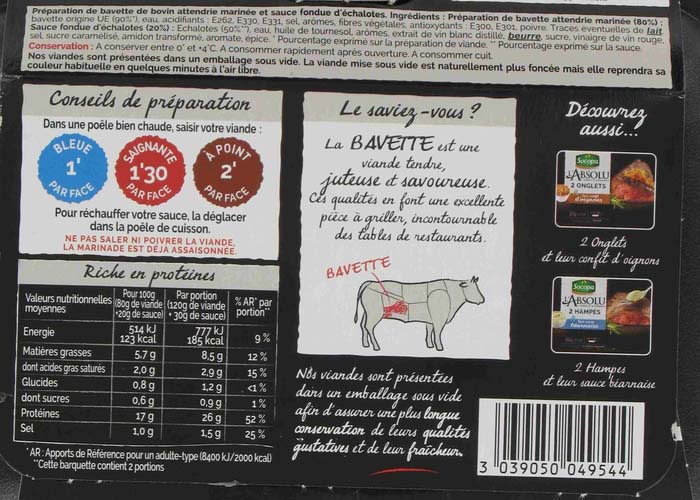 Préparation de bavette de bovin attendrie marinée et sauce fondue d'échalotes. Ingrédients : Préparation de bavette attendrie marinée (80%) :
bavette origine UE (90%*), eau, acidifiants : E262, E330, E331, sel, arômes, fibres végétales, antioxydants : E300, E301, poivre. Traces éventuelles de lait.
Sauce fondue d'échalotes (20%) : Echalotes (50%**), eau, huile de tournesol, arômes, extrait de vin blanc distillé, beurre, sucre, vinaigre de vin rouge,
sel, sucre caramélisé, amidon transformé, aromate, épice. * Pourcentage exprimé sur la préparation de viande. ** Pourcentage exprimé sur la sauce.
Conservation : A conserver entre 0° et +4°C. A consommer rapidement après ouverture. A consommer cuit.
Nos viandes sont présentées dans un emballage sous vide. La viande mise sous vide est naturellement plus foncée mais elle reprendra sa
couleur habituelle en quelques minutes à l'air libre.
Conseils de préparation
Dans une poêle bien chaude, saisir votre viande :
BLEUE
1'
PAR FACE
SAIGNANTE
1'30
PAR FACE
A POINT
2'
PAR FACE
Pour réchauffer votre sauce, la déglacer
dans la poêle de cuisson.
NE PAS SALER NI POIVRER LA VIANDE,
LA MARINADE EST DÉJÀ ASSAISONNÉE.
Riche en protéines
Valeurs nutritionnelles moyennes | Pour 100g (80g de viande +20g de sauce) | Par portion (120g de viande + 30g de sauce) | % AR* par portion**
Energie 514 kJ 123 kcal 777 kJ 185 kcal 9 %
Matières grasses 5.7 g 8,5 g 12 %
dont acides gras saturés 2,0 g 2,9 g 15 %
Glucides 0,8 g 1,2 g <1 %
dont sucres 0,6 g 0,9 g 1 %
Protéines 17 g 26 g 52 %
Sel 1,0 g 1.5 g 25 %
*AR : Apports de Référence pour un adulte-type (8400 kJ/2000 kcal)
**Cette barquette contient 2 portions
Le saviez-vous ?
La BAVETTE est une
viande tendre,
juteuse et savoureuse.
Ces qualités en font une excellente
pièce à griller, incontournable
des tables de restaurants.
BAVETTE
Nos viandes sont présentées
dans un emballage sous vide
afin d'assurer une plus longue
conservation de leurs qualités
gustatives et de leur fraîcheur.
Découvrez
aussi...
Socopa
L'ABSOLU
2 ONGLETS
d'oignons
2 Onglets
et leur confit d'oignons
Socopa
L'ABSOLU
2 HAMPES
béarnaise
2 Hampes
et leur sauce béarnaise
3 039050 049544